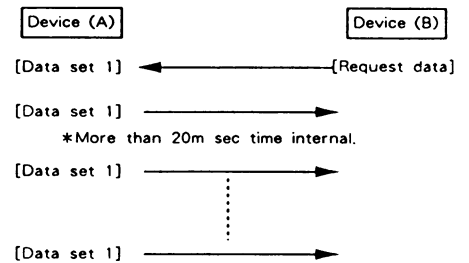 Device (A) Device (B)
[Data set 1] [Request data]
[Data set 1]
*More than 20m sec time internal.
[Data set 1]
[Data set 1]